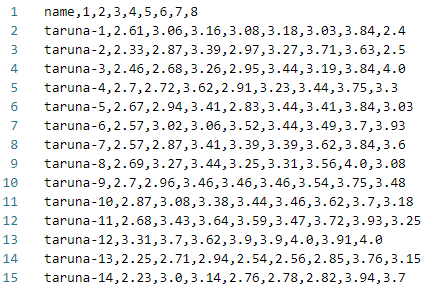 1 name,1,2,3,4,5,6,7,8
2 taruna-1,2.61,3.06,3.16,3.08,3.18,3.03,3.84,2.4
3 taruna-2,2.33,2.87,3.39,2.97,3.27,3.71,3.63,2.5
4 taruna-3,2.46,2.68,3.26,2.95,3.44,3.19,3.84,4.0
5 taruna-4,2.7,2.72,3.62,2.91,3.23,3.44,3.75,3.3
6 taruna-5,2.67,2.94,3.41,2.83,3.44,3.41,3.84,3.03
7 taruna-6,2.57,3.02,3.06,3.52,3.44,3.49,3.7,3.93
8 taruna-7,2.57,2.87,3.41,3.39,3.39,3.62,3.84,3.6
9 taruna-8,2.69,3.27,3.44,3.25,3.31,3.56,4.0,3.08
10 taruna-9,2.7,2.96,3.46,3.46,3.46,3.54,3.75,3.48
11 taruna-10,2.87,3.08,3.38,3.44,3.46,3.62,3.7,3.18
12 taruna-11,2.68,3.43,3.64,3.59,3.47,3.72,3.93,3.25
13 taruna-12,3.31,3.7,3.62,3.9,3.9,4.0,3.91,4.0
14 taruna-13,2.25,2.71,2.94,2.54,2.56,2.85,3.76,3.15
15 taruna-14,2.23,3.0,3.14,2.76,2.78,2.82,3.94,3.7